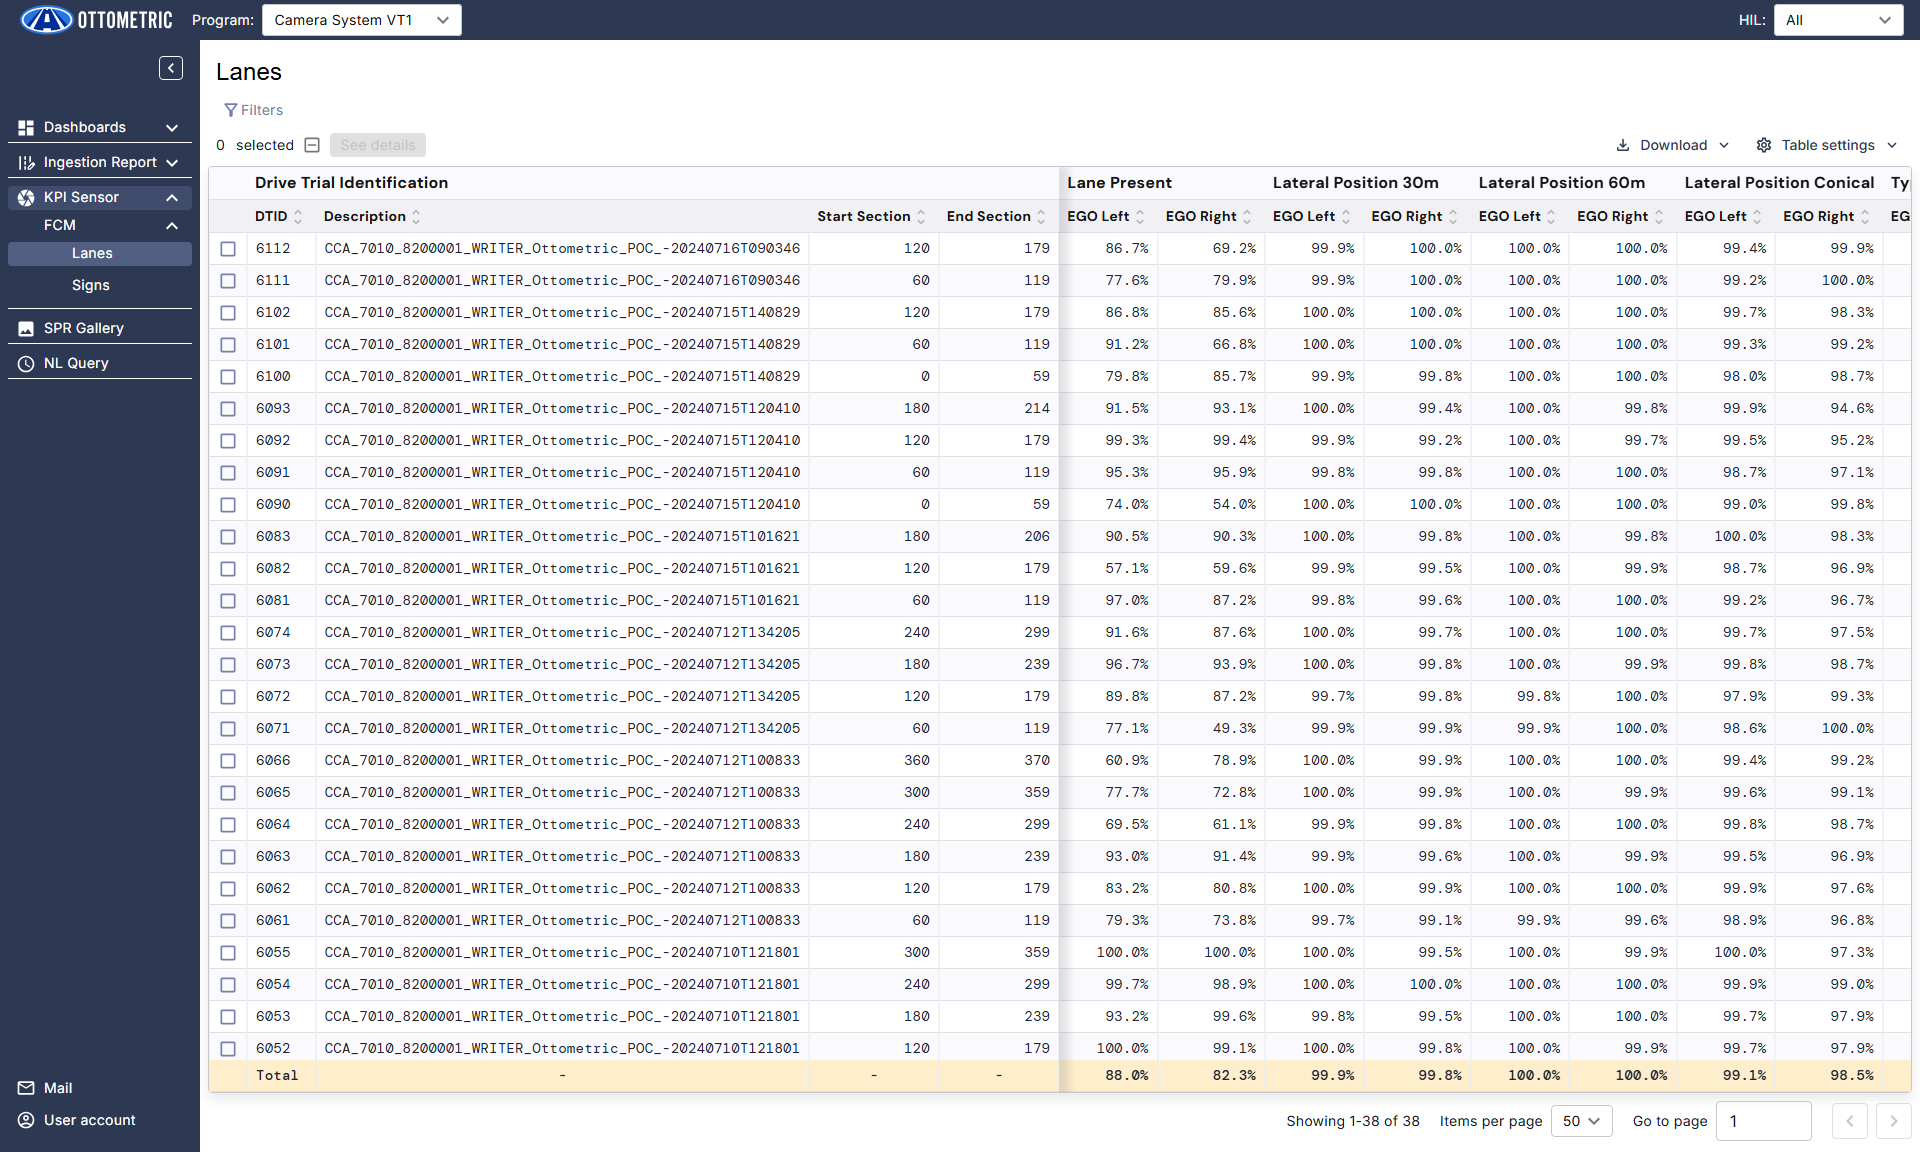 OTTOMETRIC Program: Camera System VT1 HIL: All
Lanes
Filters
Dashboards
Ingestion Report
KPI Sensor
FCM
Lanes
Signs
SPR Gallery
NL Query
Mail
User account
0 selected See details Download Table settings
Drive Trial Identification Lane Present Lateral Position 30m Lateral Position 60m Lateral Position Conical Ty
DTID Description Start Section End Section EGO Left EGO Right EGO Left EGO Right EGO Left EGO Right EGO Left EGO Right EG
6112 CCA_7010_8200001_WRITER_Ottometric_POC_-20240716T090346 120 179 86.7% 69.2% 99.9% 100.0% 100.0% 100.0% 99.4% 99.9%
6111 CCA_7010_8200001_WRITER_Ottometric_POC_-20240716T090346 60 119 77.6% 79.9% 99.9% 100.0% 100.0% 100.0% 99.2% 100.0%
6102 CCA_7010_8200001_WRITER_Ottometric_POC_-20240715T140829 120 179 86.8% 85.6% 100.0% 100.0% 100.0% 100.0% 99.7% 98.3%
6101 CCA_7010_8200001_WRITER_Ottometric_POC_-20240715T140829 60 119 91.2% 66.8% 100.0% 100.0% 100.0% 100.0% 99.3% 99.2%
6100 CCA_7010_8200001_WRITER_Ottometric_POC_-20240715T140829 0 59 79.8% 85.7% 99.9% 99.8% 100.0% 100.0% 98.0% 98.7%
6093 CCA_7010_8200001_WRITER_Ottometric_POC_-20240715T120410 180 214 91.5% 93.1% 100.0% 99.4% 100.0% 99.8% 99.9% 94.6%
6092 CCA_7010_8200001_WRITER_Ottometric_POC_-20240715T120410 120 179 99.3% 99.4% 99.9% 99.2% 100.0% 99.7% 99.5% 95.2%
6091 CCA_7010_8200001_WRITER_Ottometric_POC_-20240715T120410 60 119 95.3% 95.9% 99.8% 99.8% 100.0% 100.0% 98.7% 97.1%
6090 CCA_7010_8200001_WRITER_Ottometric_POC_-20240715T120410 0 59 74.0% 54.0% 100.0% 100.0% 100.0% 100.0% 99.0% 99.8%
6083 CCA_7010_8200001_WRITER_Ottometric_POC_-20240715T101621 180 206 90.5% 90.3% 100.0% 99.8% 100.0% 99.8% 100.0% 98.3%
6082 CCA_7010_8200001_WRITER_Ottometric_POC_-20240715T101621 120 179 57.1% 59.6% 99.9% 99.5% 100.0% 99.9% 98.7% 96.9%
6081 CCA_7010_8200001_WRITER_Ottometric_POC_-20240715T101621 60 119 97.0% 87.2% 99.8% 99.6% 100.0% 100.0% 99.2% 96.7%
6074 CCA_7010_8200001_WRITER_Ottometric_POC_-20240712T134205 240 299 91.6% 87.6% 100.0% 99.7% 100.0% 100.0% 99.7% 97.5%
6073 CCA_7010_8200001_WRITER_Ottometric_POC_-20240712T134205 180 239 96.7% 93.9% 100.0% 99.8% 100.0% 99.9% 99.8% 98.7%
6072 CCA_7010_8200001_WRITER_Ottometric_POC_-20240712T134205 120 179 89.8% 87.2% 99.7% 99.8% 99.8% 100.0% 97.9% 99.3%
6071 CCA_7010_8200001_WRITER_Ottometric_POC_-20240712T134205 60 119 77.1% 49.3% 99.9% 99.9% 99.9% 100.0% 98.6% 100.0%
6066 CCA_7010_8200001_WRITER_Ottometric_POC_-20240712T100833 360 370 60.9% 78.9% 100.0% 99.9% 100.0% 100.0% 99.4% 99.2%
6065 CCA_7010_8200001_WRITER_Ottometric_POC_-20240712T100833 300 359 77.7% 72.8% 100.0% 99.9% 100.0% 99.9% 99.6% 99.1%
6064 CCA_7010_8200001_WRITER_Ottometric_POC_-20240712T100833 240 299 69.5% 61.1% 99.9% 99.8% 100.0% 100.0% 99.8% 98.7%
6063 CCA_7010_8200001_WRITER_Ottometric_POC_-20240712T100833 180 239 93.0% 91.4% 99.9% 99.6% 100.0% 99.9% 99.5% 96.9%
6062 CCA_7010_8200001_WRITER_Ottometric_POC_-20240712T100833 120 179 83.2% 80.8% 100.0% 99.9% 100.0% 100.0% 99.9% 97.6%
6061 CCA_7010_8200001_WRITER_Ottometric_POC_-20240712T100833 60 119 79.3% 73.8% 99.7% 99.1% 99.9% 99.6% 98.9% 96.8%
6055 CCA_7010_8200001_WRITER_Ottometric_POC_-20240710T121801 300 359 100.0% 100.0% 100.0% 99.5% 100.0% 99.9% 100.0% 97.3%
6054 CCA_7010_8200001_WRITER_Ottometric_POC_-20240710T121801 240 299 99.7% 98.9% 100.0% 100.0% 100.0% 100.0% 99.9% 99.0%
6053 CCA_7010_8200001_WRITER_Ottometric_POC_-20240710T121801 180 239 93.2% 99.6% 99.8% 99.5% 100.0% 100.0% 99.7% 97.9%
6052 CCA_7010_8200001_WRITER_Ottometric_POC_-20240710T121801 120 179 100.0% 99.1% 100.0% 99.8% 100.0% 99.9% 99.7% 97.9%
Total - - - 88.0% 82.3% 99.9% 99.8% 100.0% 100.0% 99.1% 98.5%
Showing 1-38 of 38 Items per page 50 Go to page 1